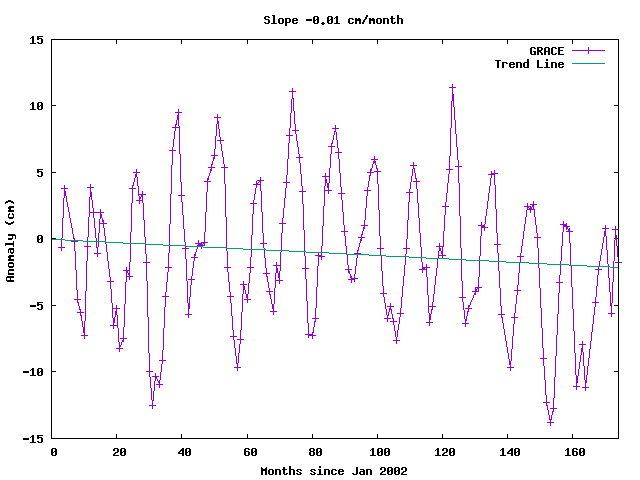 Slope -0.01 cm/month
GRACE
Trend Line
15
10
5
0
-5
-10
-15
Anomaly (cm)
0 20 40 60 80 100 120 140 160
Months since Jan 2002